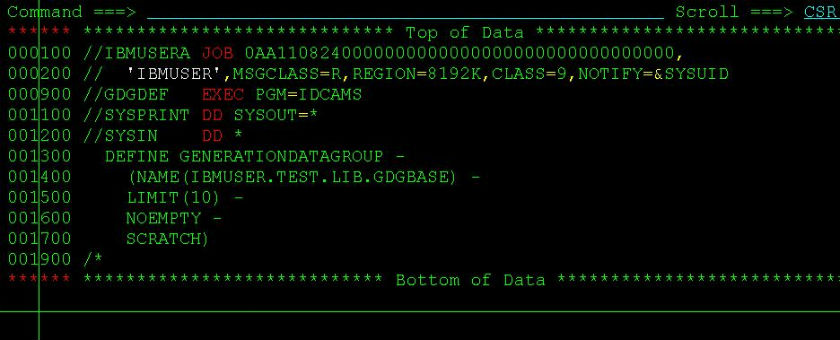 Command ===> Scroll ===> CSR
****** **************************** Top of Data ******************************
000100 //IBMUSERA JOB 0AA1108240000000000000000000000000000000,
000200 //  'IBMUSER',MSGCLASS=R,REGION=8192K,CLASS=9,NOTIFY=&SYSUID
000900 //GDGDEF   EXEC PGM=IDCAMS
001100 //SYSPRINT DD SYSOUT=*
001200 //SYSIN    DD *
001300   DEFINE GENERATIONDATAGROUP -
001400     (NAME(IBMUSER.TEST.LIB.GDGBASE) -
001500     LIMIT(10) -
001600     NOEMPTY -
001700     SCRATCH)
001900 /*
****** **************************** Bottom of Data ****************************